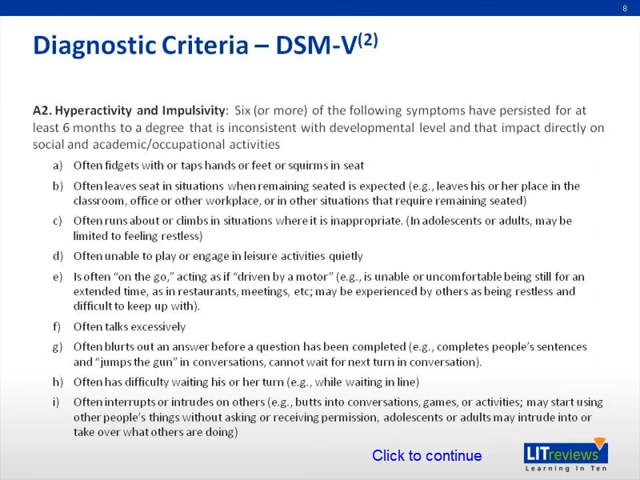 8
Diagnostic Criteria – DSM-V(2)
A2. Hyperactivity and Impulsivity: Six (or more) of the following symptoms have persisted for at
least 6 months to a degree that is inconsistent with developmental level and that impact directly on
social and academic/occupational activities
a) Often fidgets with or taps hands or feet or squirms in seat
b) Often leaves seat in situations when remaining seated is expected (e.g., leaves his or her place in the
classroom, office or other workplace, or in other situations that require remaining seated)
c) Often runs about or climbs in situations where it is inappropriate. (In adolescents or adults, may be
limited to feeling restless)
d) Often unable to play or engage in leisure activities quietly
e) Is often “on the go,” acting as if “driven by a motor” (e.g., is unable or uncomfortable being still for an
extended time, as in restaurants, meetings, etc; may be experienced by others as being restless and
difficult to keep up with).
f) Often talks excessively
g) Often blurts out an answer before a question has been completed (e.g., completes people’s sentences
and “jumps the gun” in conversations, cannot wait for next turn in conversation).
h) Often has difficulty waiting his or her turn (e.g., while waiting in line)
i) Often interrupts or intrudes on others (e.g., butts into conversations, games, or activities; may start using
other people’s things without asking or receiving permission, adolescents or adults may intrude into or
take over what others are doing)
Click to continue
LITreviews
Learning In Ten